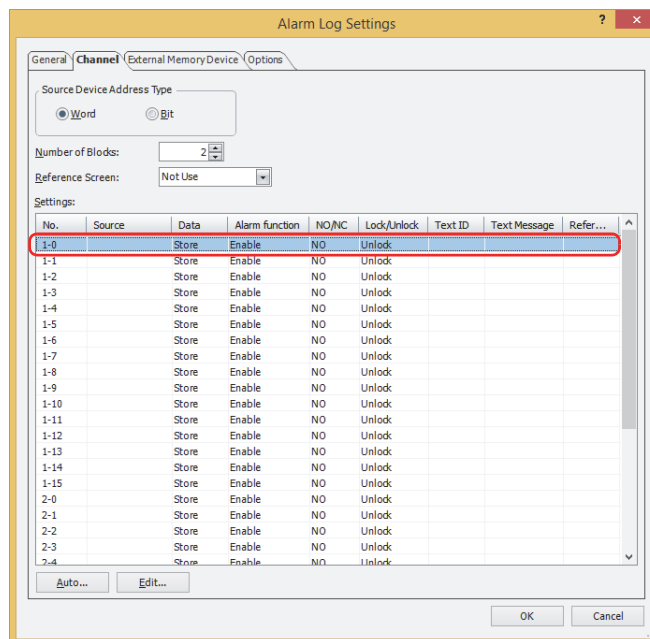 Alarm Log Settings ? ×
General Channel External Memory Device Options
Source Device Address Type
Word Bit
Number of Blocks: 2
Reference Screen: Not Use
Settings:
No. Source Data Alarm function NO/NC Lock/Unlock Text ID Text Message Refer...
1-0 Store Enable NO Unlock
1-1 Store Enable NO Unlock
1-2 Store Enable NO Unlock
1-3 Store Enable NO Unlock
1-4 Store Enable NO Unlock
1-5 Store Enable NO Unlock
1-6 Store Enable NO Unlock
1-7 Store Enable NO Unlock
1-8 Store Enable NO Unlock
1-9 Store Enable NO Unlock
1-10 Store Enable NO Unlock
1-11 Store Enable NO Unlock
1-12 Store Enable NO Unlock
1-13 Store Enable NO Unlock
1-14 Store Enable NO Unlock
1-15 Store Enable NO Unlock
2-0 Store Enable NO Unlock
2-1 Store Enable NO Unlock
2-2 Store Enable NO Unlock
2-3 Store Enable NO Unlock
2-4 Store Enable NO Unlock
Auto... Edit...
OK Cancel